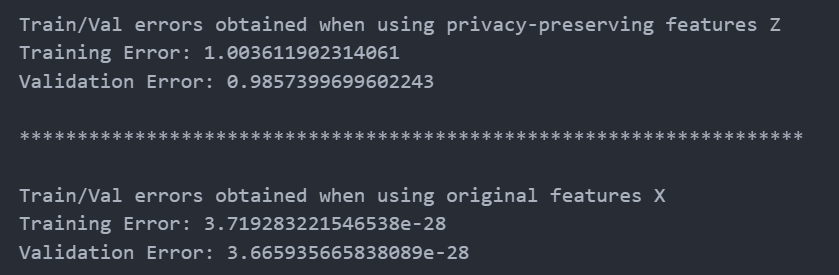 Train/Val errors obtained when using privacy-preserving features Z
Training Error: 1.003611902314061
Validation Error: 0.9857399699602243
********************************************************************
Train/Val errors obtained when using original features X
Training Error: 3.719283221546538e-28
Validation Error: 3.665935665838089e-28